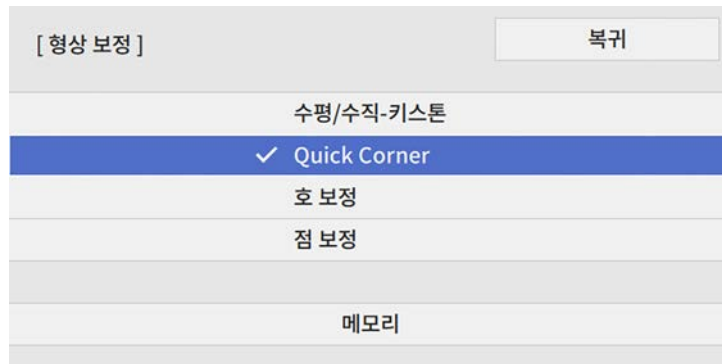 [ 형상 보정 ]
복귀
수평/수직-키스톤
Quick Corner
호 보정
점 보정
메모리